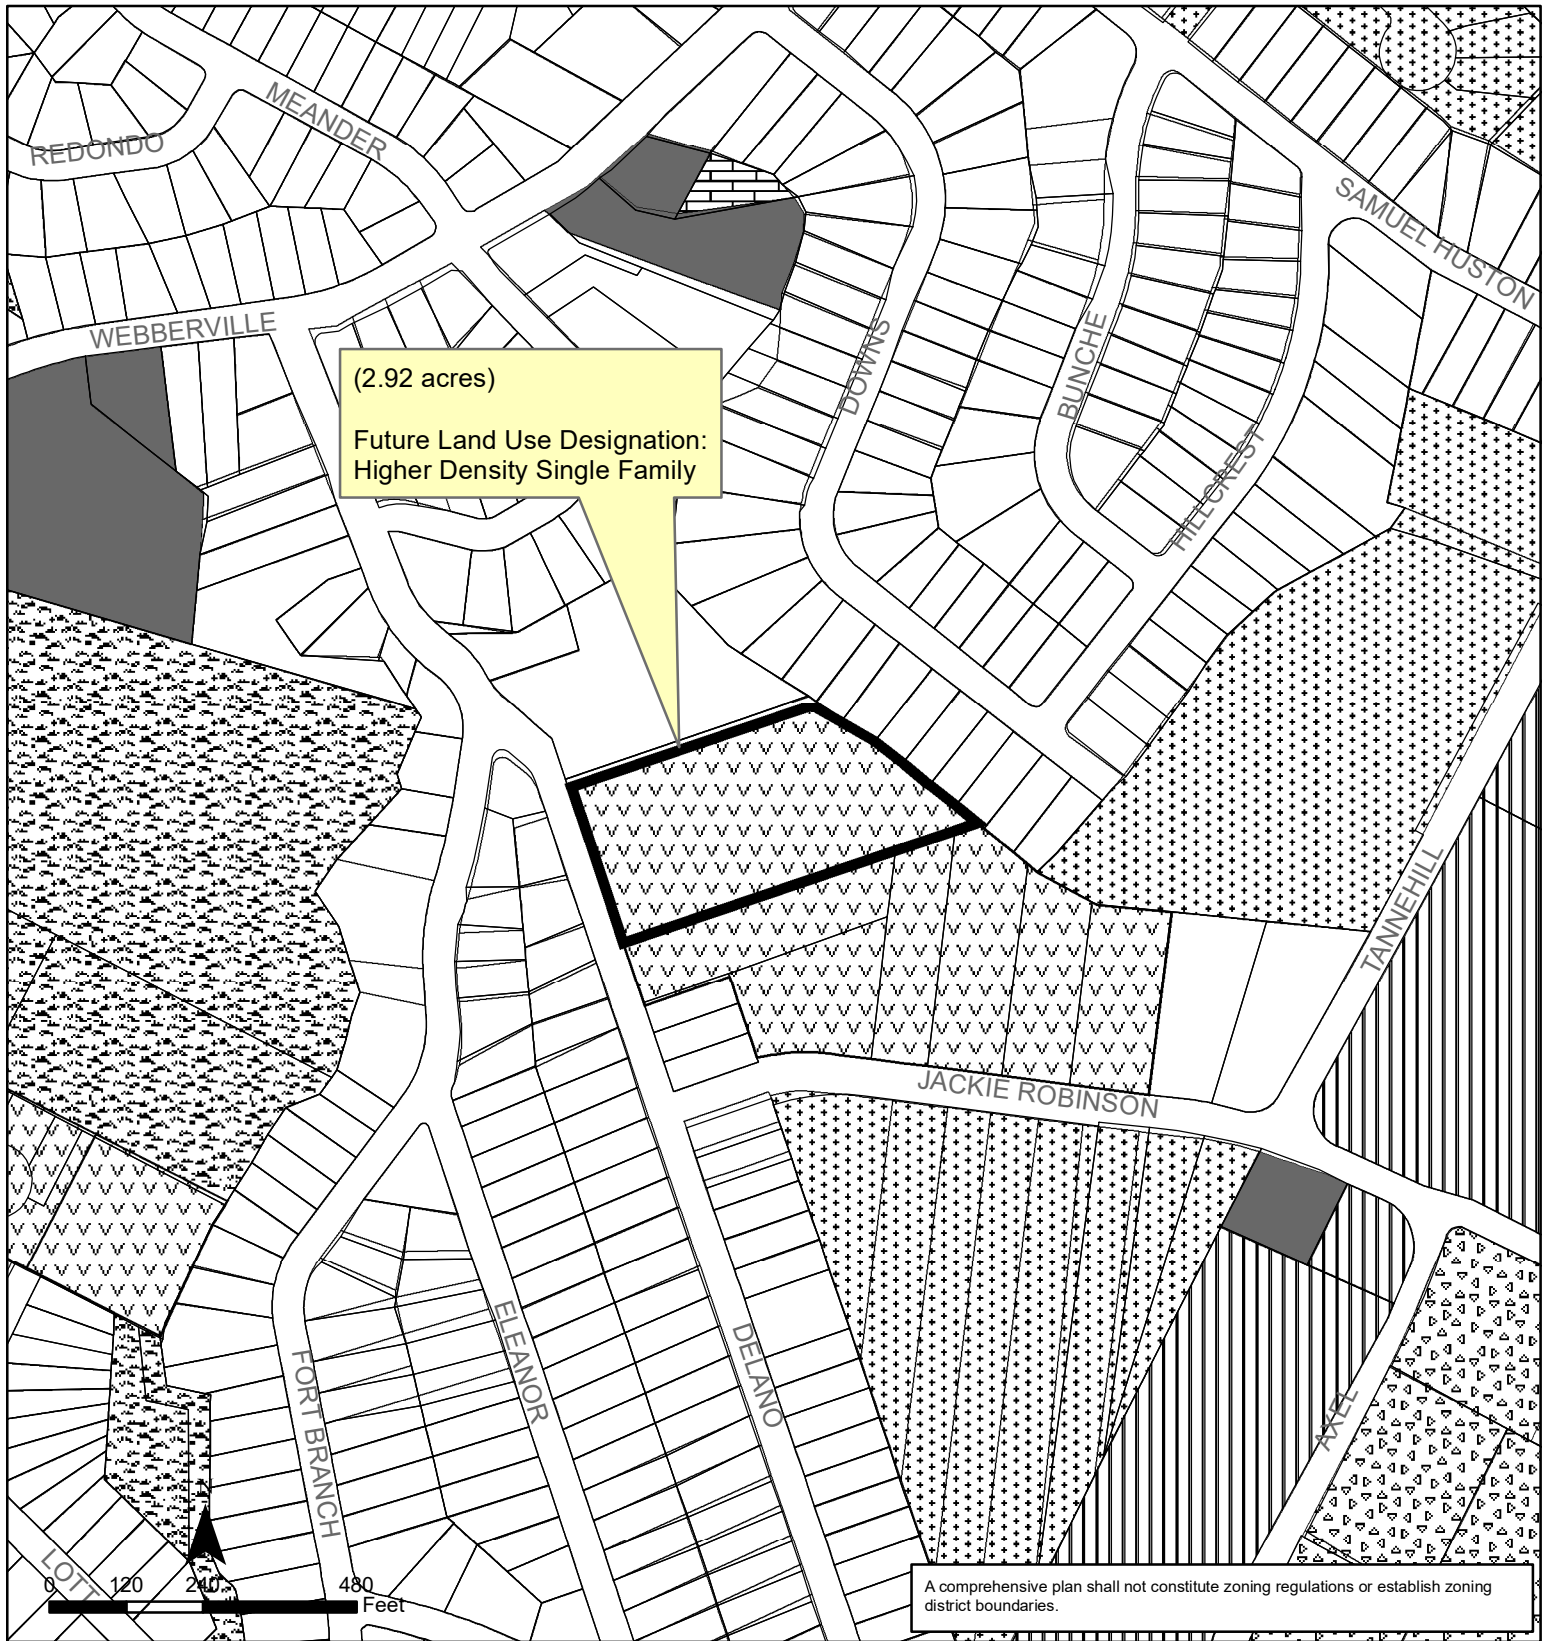 MEANDER
REDONDO
SAMUEL HUSTON
WEBBERVILLE
DOWNS
BUNCHE
(2.92 acres)
Future Land Use Designation:
Higher Density Single Family
HILLCREST
TANNEHILL
JACKIE ROBINSON
ELEANOR
DELANO
FORT BRANCH
AXEL
N
LOTT
0 120 240 480
Feet
A comprehensive plan shall not constitute zoning regulations or establish zoning
district boundaries.